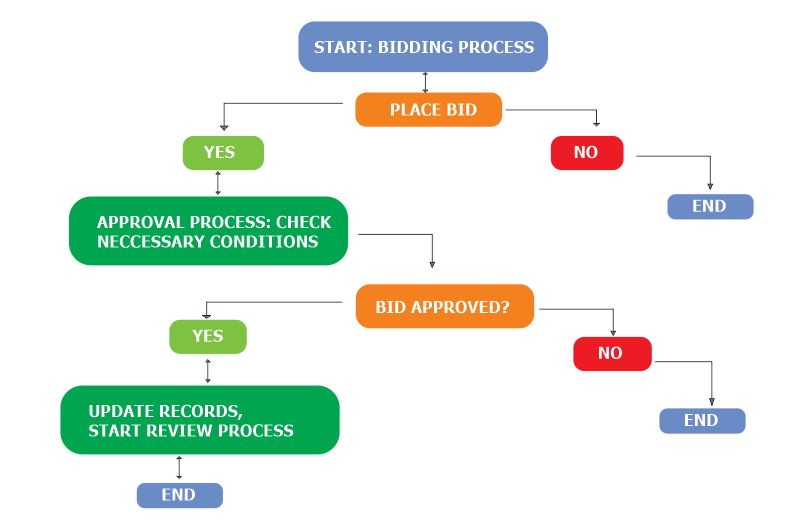 START: BIDDING PROCESS
PLACE BID
YES
NO
END
APPROVAL PROCESS: CHECK
NECCESSARY CONDITIONS
BID APPROVED?
YES
NO
UPDATE RECORDS,
START REVIEW PROCESS
END
END